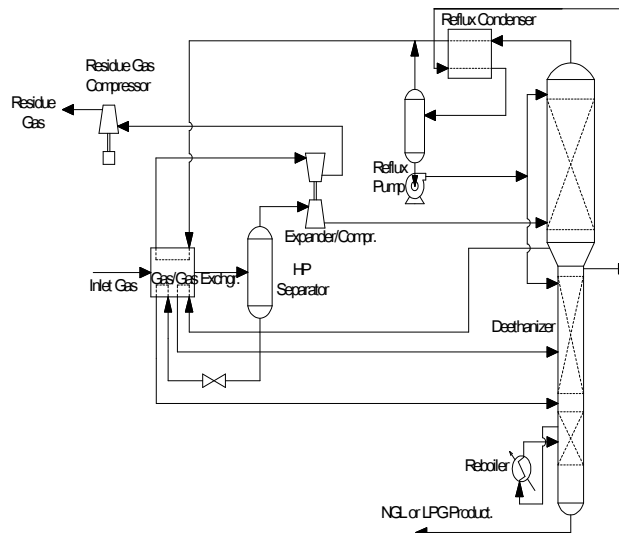 Reflux Condenser
Residue Gas
Compressor
Residue
Gas
Reflux
Pump
Expander/Compr.
Inlet Gas
Gas/Gas Exchgr.
HP
Separator
Deethanizer
Reboiler
NGL or LPG Product.